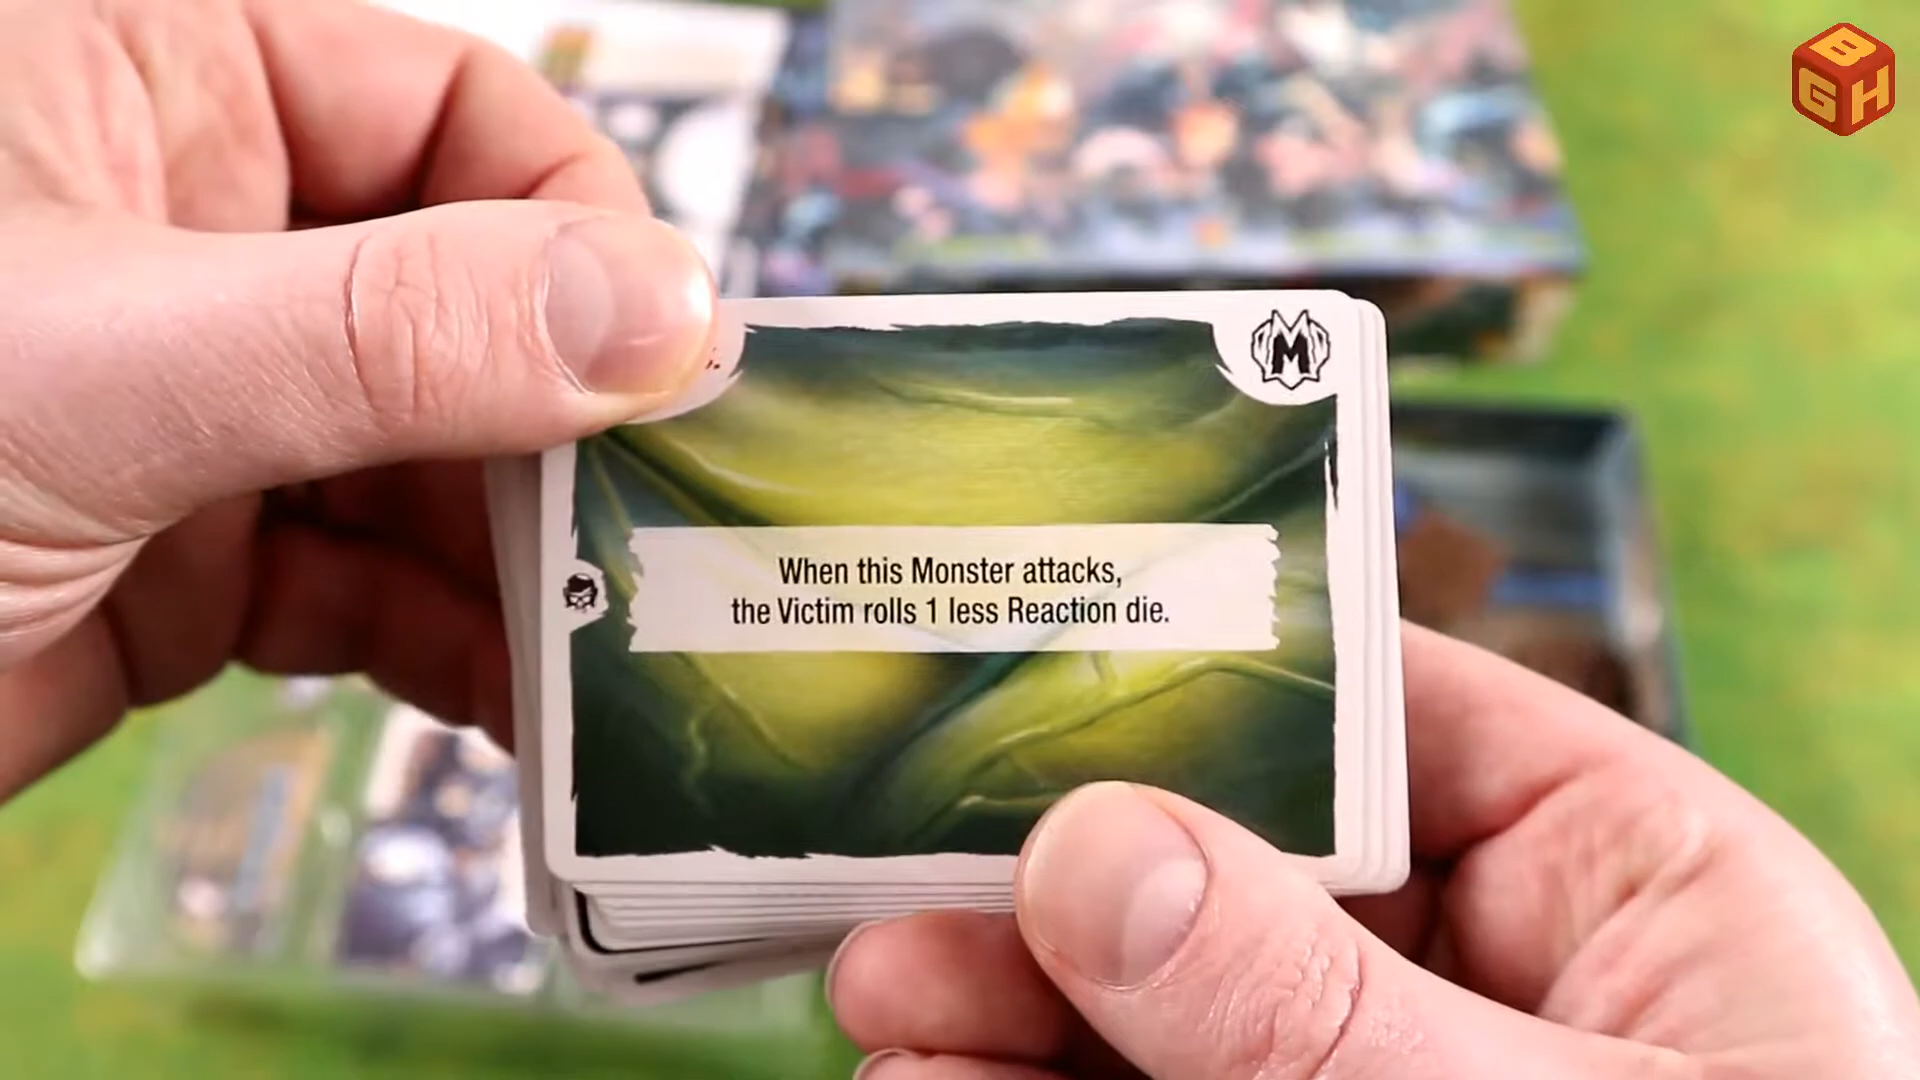 B
G H
M
When this Monster attacks,
the Victim rolls 1 less Reaction die.